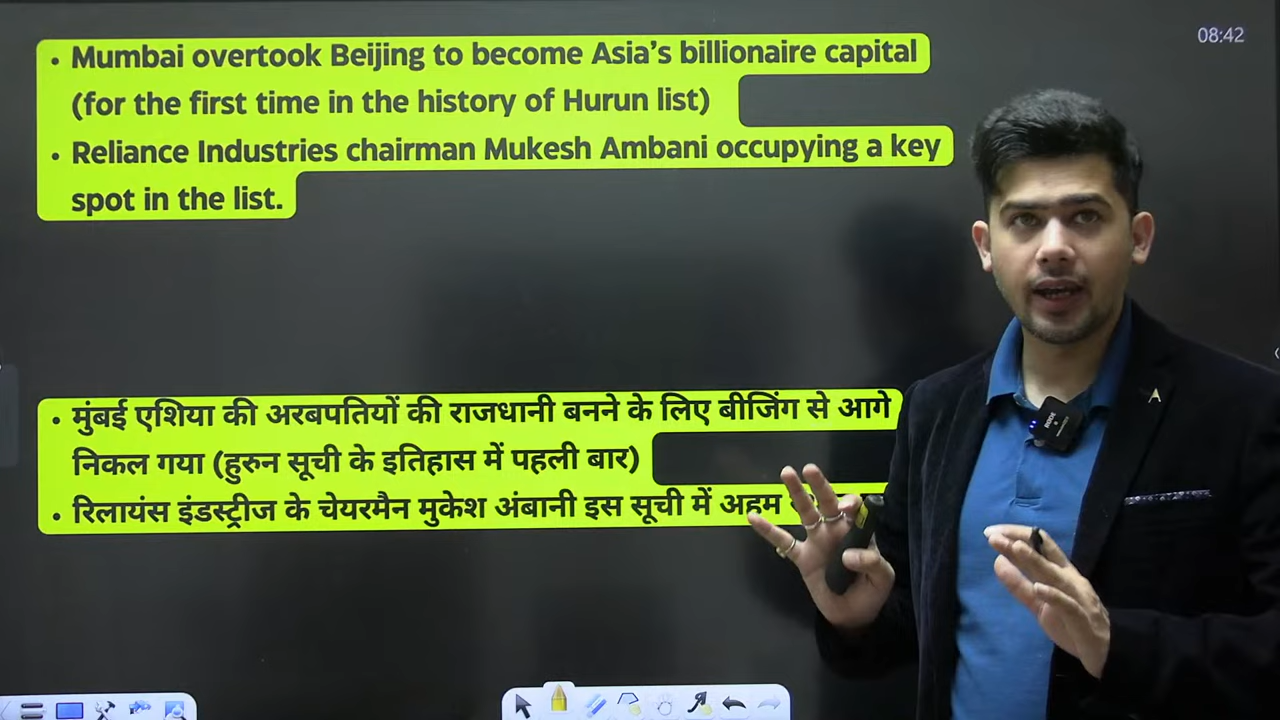 08:42
• Mumbai overtook Beijing to become Asia's billionaire capital
(for the first time in the history of Hurun list)
• Reliance Industries chairman Mukesh Ambani occupying a key
spot in the list.
• मुंबई एशिया की अरबपतियों की राजधानी बनने के लिए बीजिंग से आगे
निकल गया (हुरुन सूची के इतिहास में पहली बार)
• रिलायंस इंडस्ट्रीज के चेयरमैन मुकेश अंबानी इस सूची में अहम
RODE